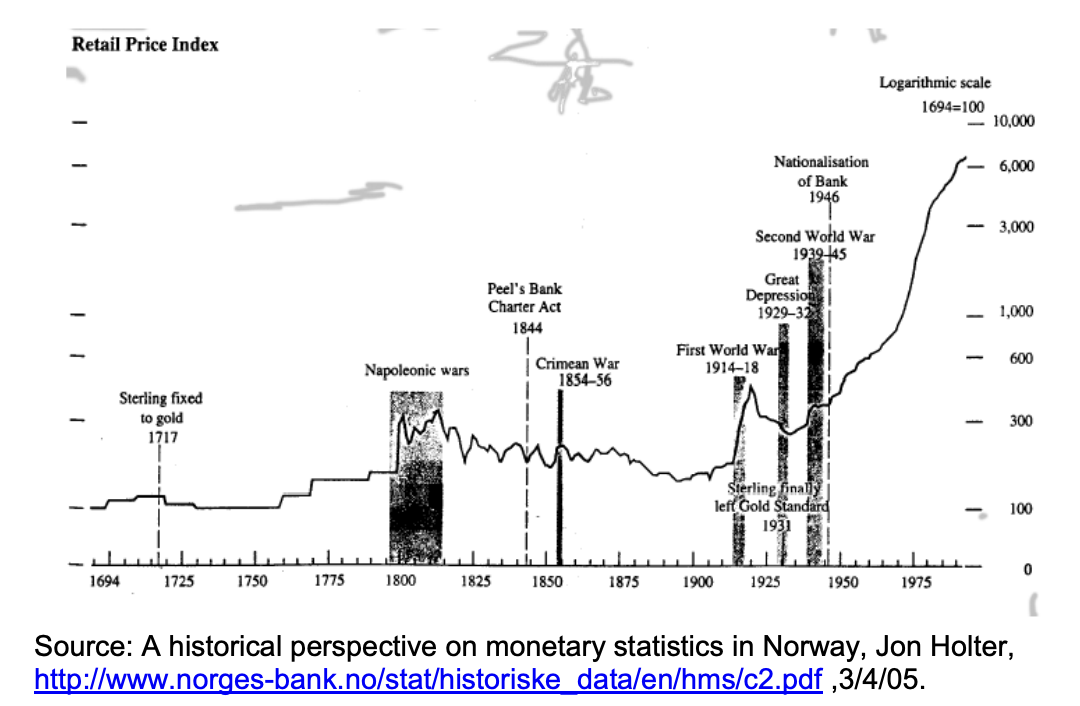 Retail Price Index
Logarithmic scale
1694=100
10,000
6,000
3,000
1,000
600
300
100
0
Nationalisation
of Bank
1946
Second World War
1939-45
Great
Depression
1929-32
First World War
1914-18
Peel's Bank
Charter Act
1844
Crimean War
1854-56
Napoleonic wars
Sterling fixed
to gold
1717
Sterling finally
left Gold Standard
1931
1694 1725 1750 1775 1800 1825 1850 1875 1900 1925 1950 1975
Source: A historical perspective on monetary statistics in Norway, Jon Holter,
http://www.norges-bank.no/stat/historiske_data/en/hms/c2.pdf ,3/4/05.